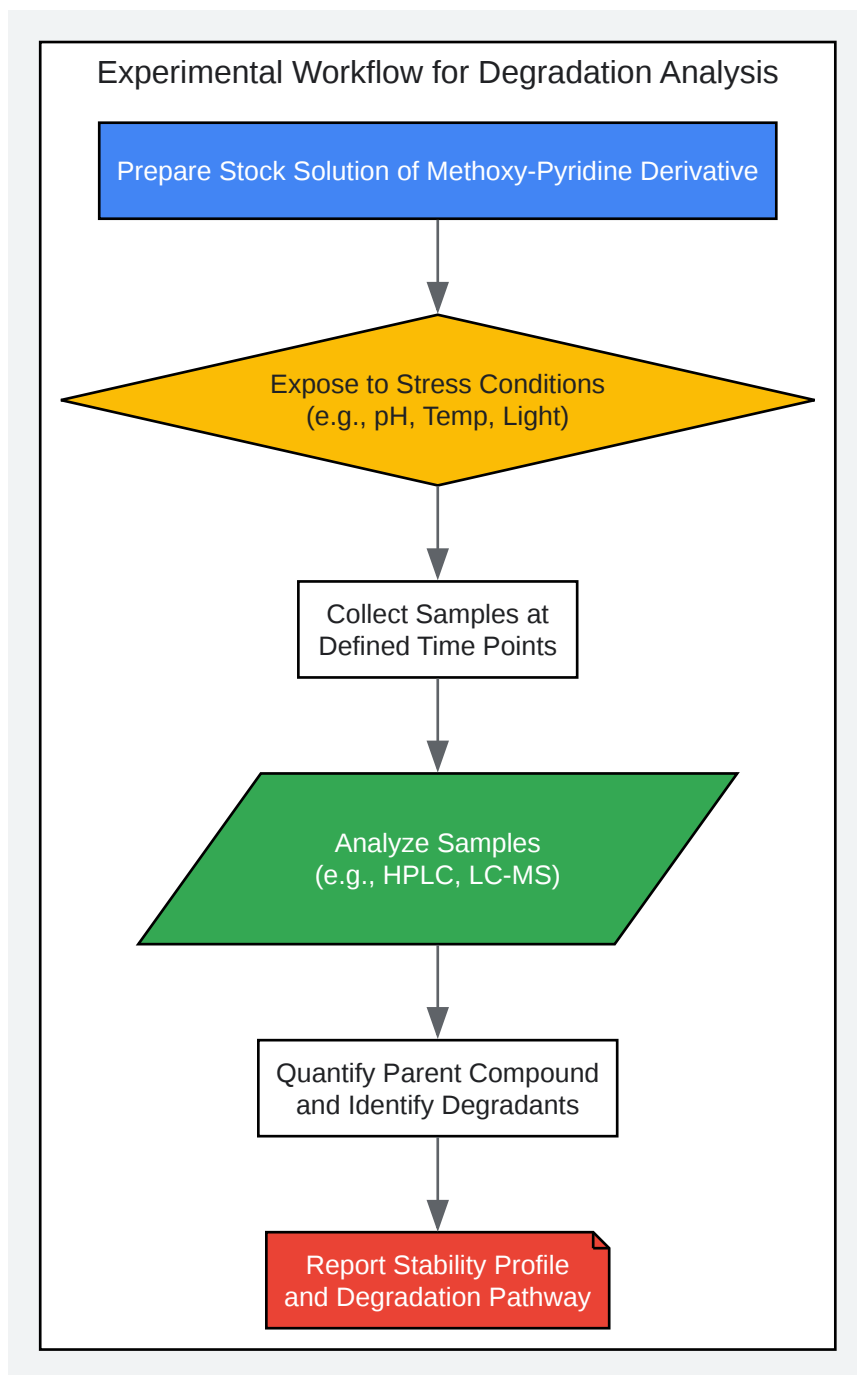 Experimental Workflow for Degradation Analysis
Prepare Stock Solution of Methoxy-Pyridine Derivative
Expose to Stress Conditions
(e.g., pH, Temp, Light)
Collect Samples at
Defined Time Points
Analyze Samples
(e.g., HPLC, LC-MS)
Quantify Parent Compound
and Identify Degradants
Report Stability Profile
and Degradation Pathway